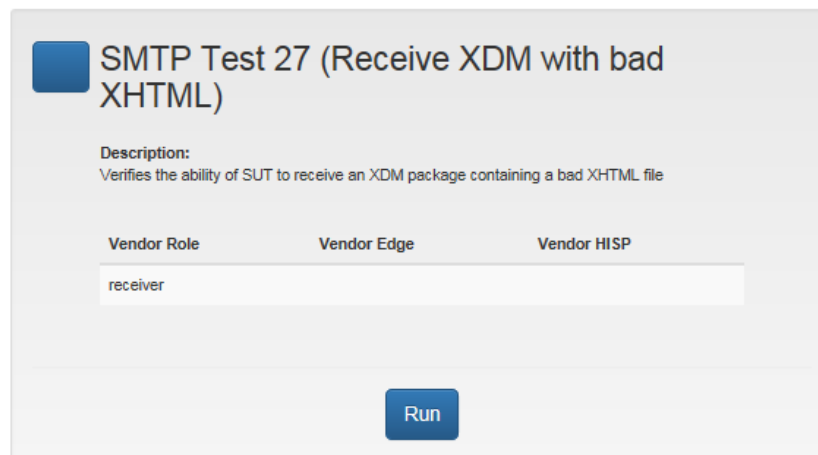 SMTP Test 27 (Receive XDM with bad
XHTML)
Description:
Verifies the ability of SUT to receive an XDM package containing a bad XHTML file
Vendor Role Vendor Edge Vendor HISP
receiver
Run